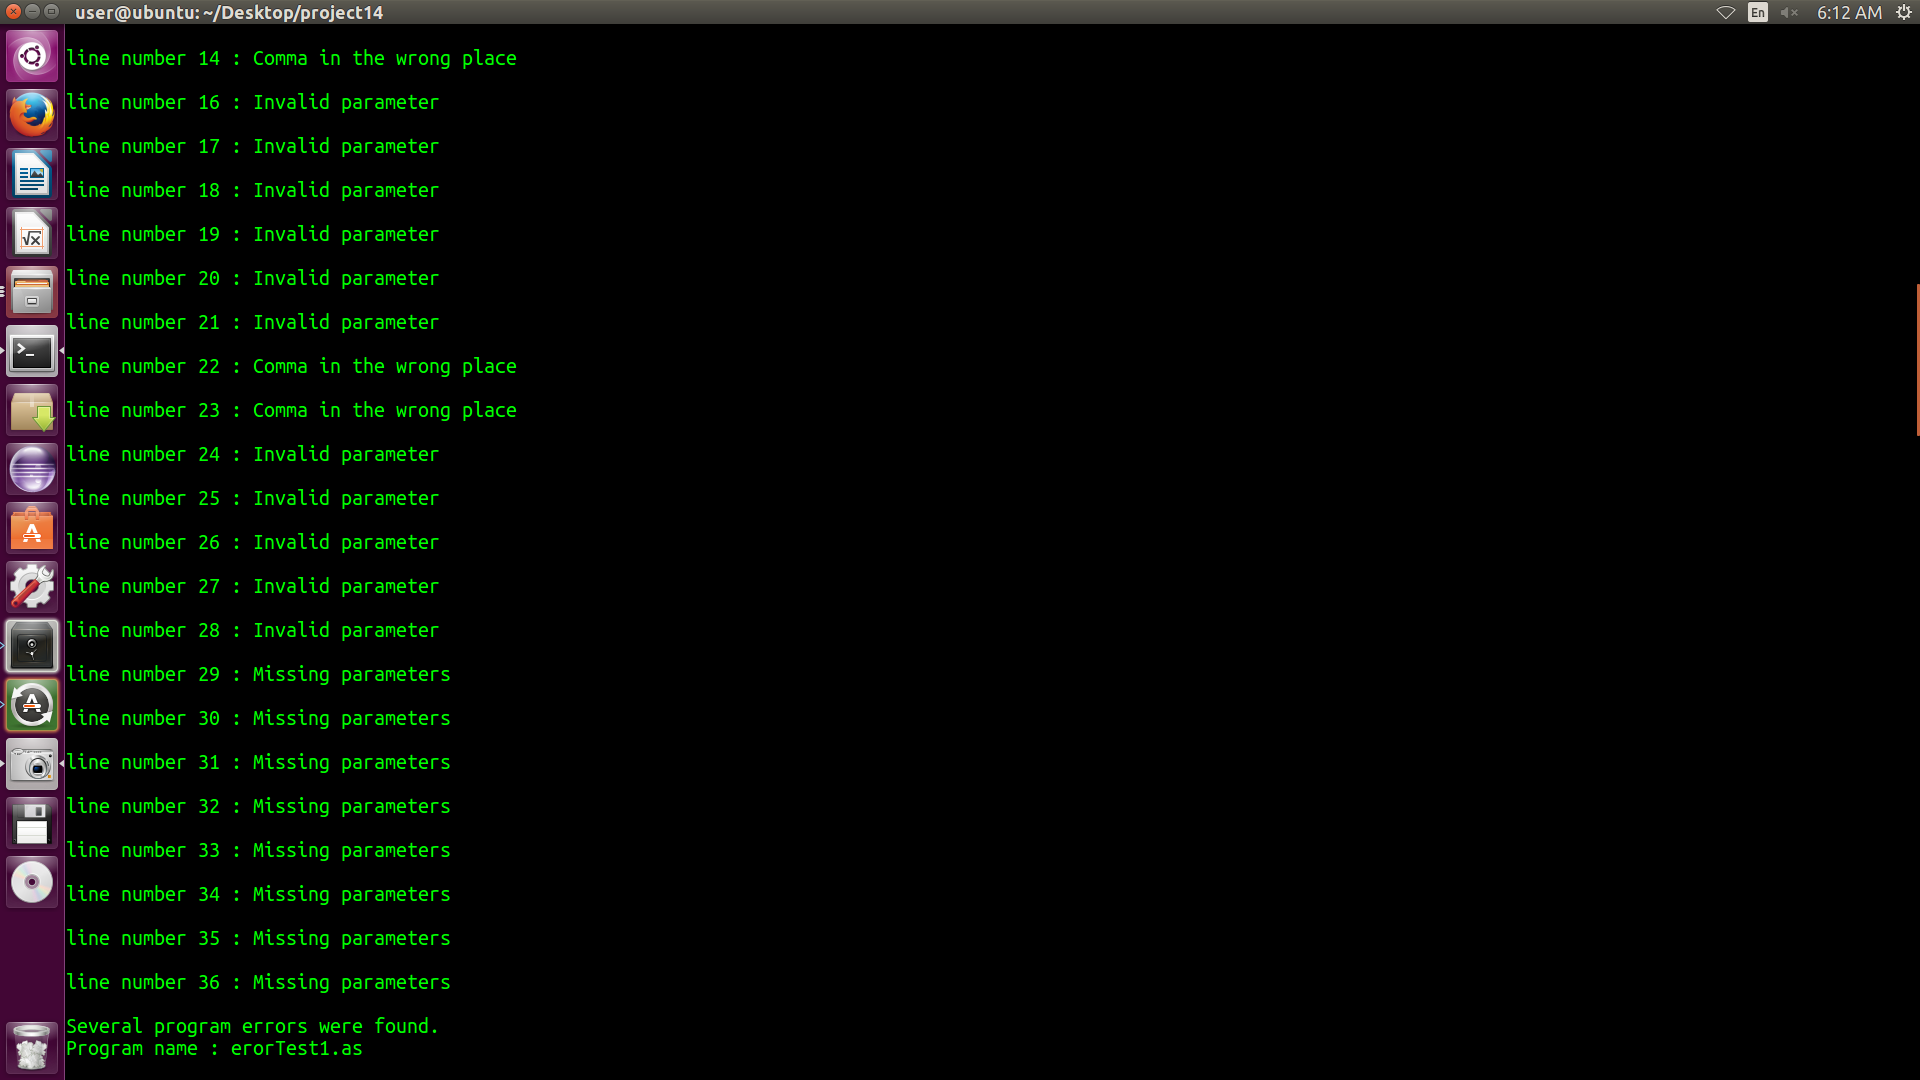 user@ubuntu: ~/Desktop/project14
En
6:12 AM
line number 14 : Comma in the wrong place
line number 16 : Invalid parameter
line number 17 : Invalid parameter
line number 18 : Invalid parameter
line number 19 : Invalid parameter
line number 20 : Invalid parameter
line number 21 : Invalid parameter
line number 22 : Comma in the wrong place
line number 23 : Comma in the wrong place
line number 24 : Invalid parameter
line number 25 : Invalid parameter
line number 26 : Invalid parameter
line number 27 : Invalid parameter
line number 28 : Invalid parameter
line number 29 : Missing parameters
line number 30 : Missing parameters
line number 31 : Missing parameters
line number 32 : Missing parameters
line number 33 : Missing parameters
line number 34 : Missing parameters
line number 35 : Missing parameters
line number 36 : Missing parameters
Several program errors were found.
Program name : erorTest1.as